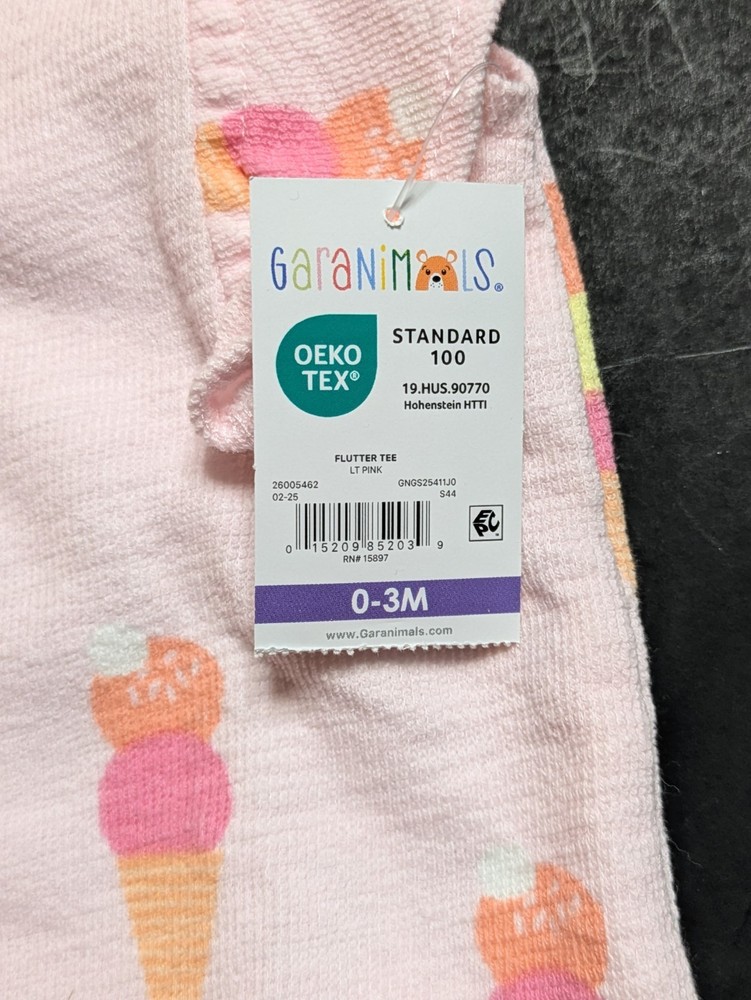 GaraNiMALS®
OEKO
TEX®
STANDARD
100
19.HUS.90770
Hohenstein HTTI
FLUTTER TEE
LT PINK
26005462
GNGS25411J0
02-25
S44
0 15209 85203 9
EPC
RN# 15897
0-3M
www.Garanimals.com